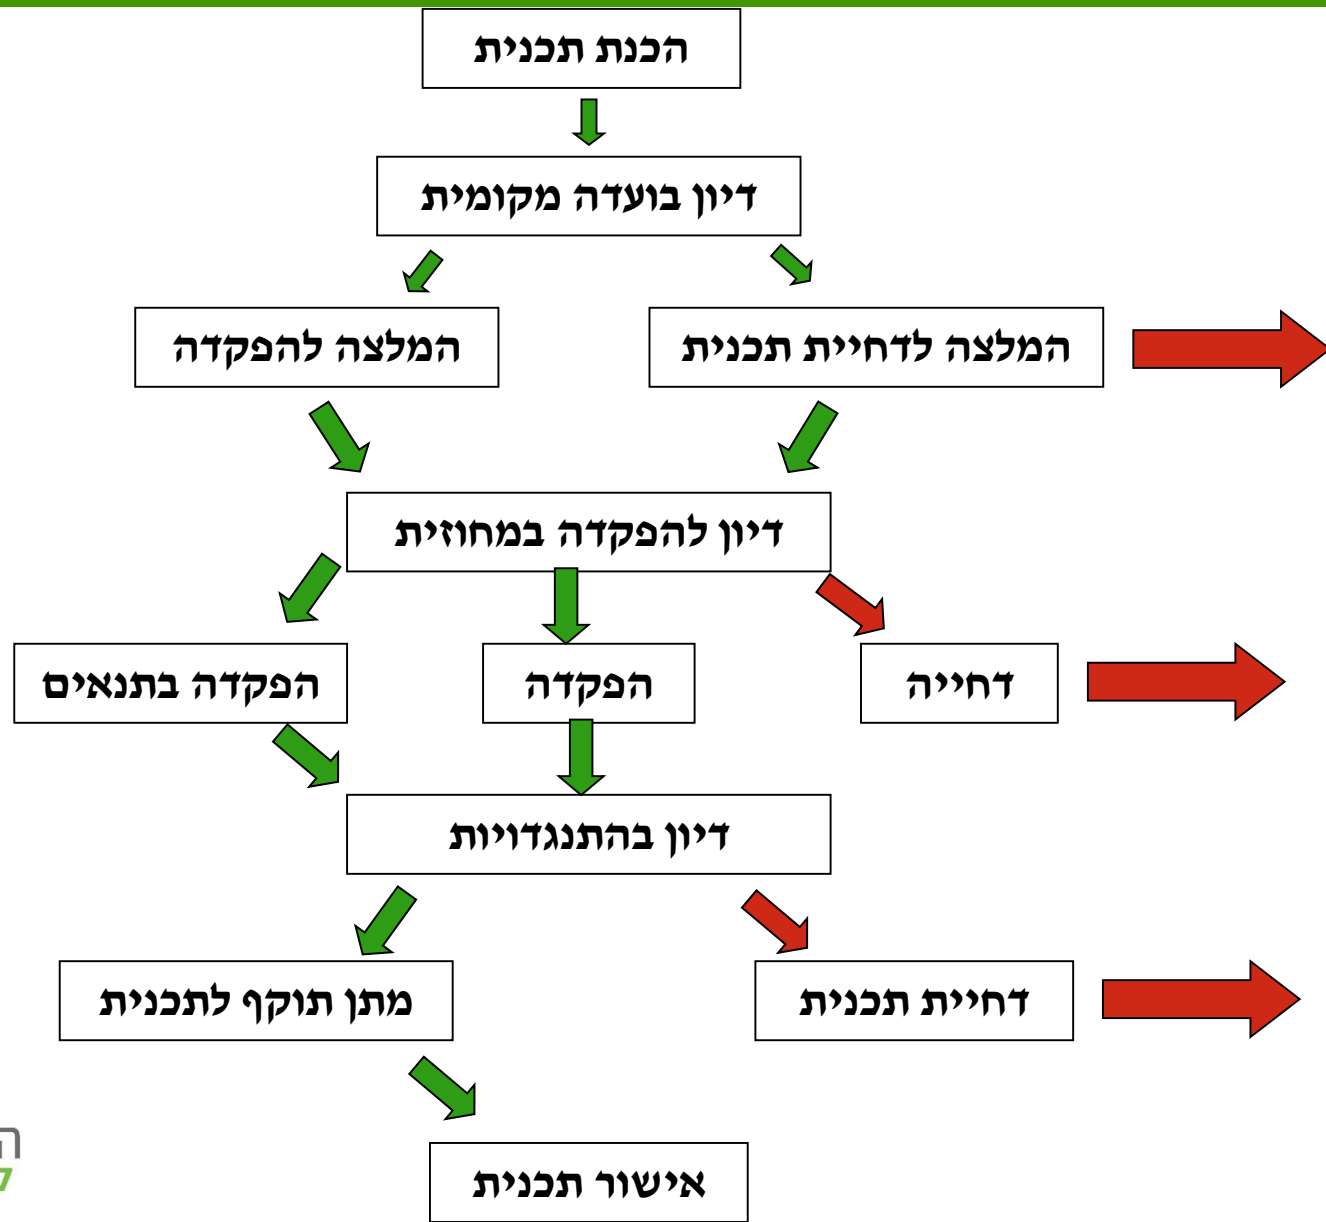 הכנת תכנית
דיון בועדה מקומית
המלצה לדחיית תכנית
המלצה להפקדה
דיון להפקדה במחוזית
דחייה
הפקדה
הפקדה בתנאים
דיון בהתנגדויות
דחיית תכנית
מתן תוקף לתכנית
אישור תכנית